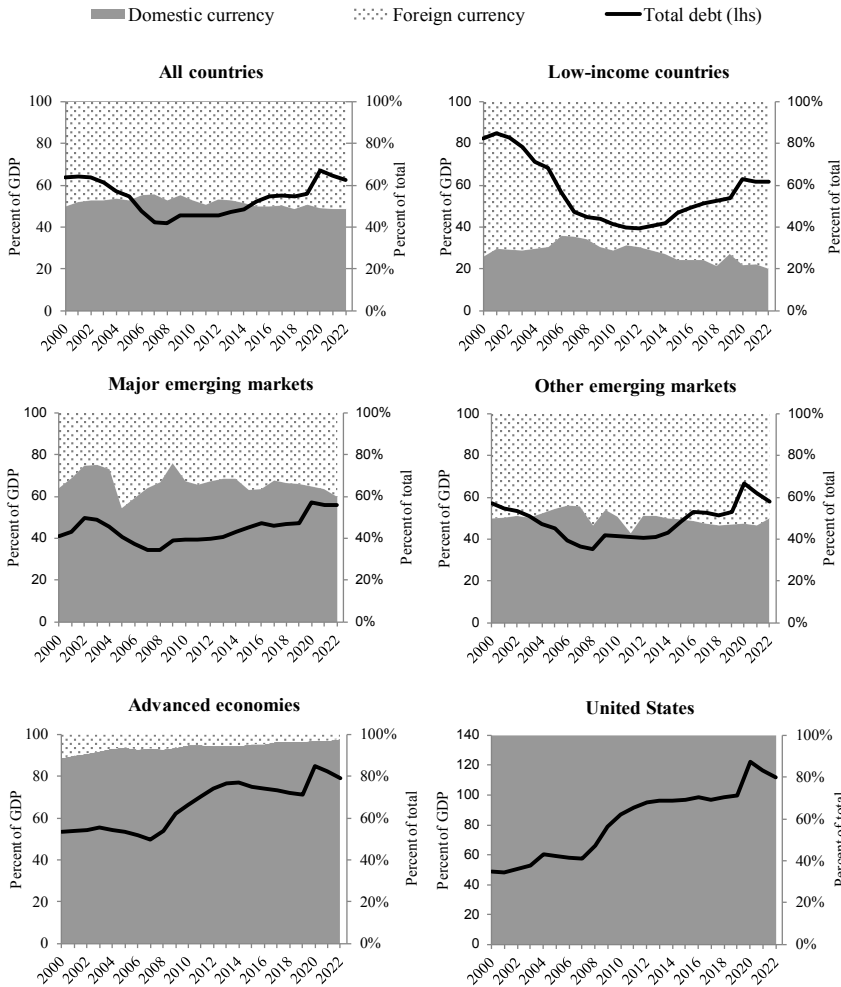 Domestic currency Foreign currency Total debt (lhs)
All countries
Percent of GDP
100
80
60
40
20
0
100%
80%
60%
40%
20%
0%
Percent of total
2000 2002 2004 2006 2008 2010 2012 2014 2016 2018 2020 2022
Low-income countries
Percent of GDP
100
80
60
40
20
0
100%
80%
60%
40%
20%
0%
Percent of total
2000 2002 2004 2006 2008 2010 2012 2014 2016 2018 2020 2022
Major emerging markets
Percent of GDP
100
80
60
40
20
0
100%
80%
60%
40%
20%
0%
Percent of total
2000 2002 2004 2006 2008 2010 2012 2014 2016 2018 2020 2022
Other emerging markets
Percent of GDP
100
80
60
40
20
0
100%
80%
60%
40%
20%
0%
Percent of total
2000 2002 2004 2006 2008 2010 2012 2014 2016 2018 2020 2022
Advanced economies
Percent of GDP
100
80
60
40
20
0
100%
80%
60%
40%
20%
0%
Percent of total
2000 2002 2004 2006 2008 2010 2012 2014 2016 2018 2020 2022
United States
Percent of GDP
140
120
100
80
60
40
20
0
100%
80%
60%
40%
20%
0%
Percent of total
2000 2002 2004 2006 2008 2010 2012 2014 2016 2018 2020 2022